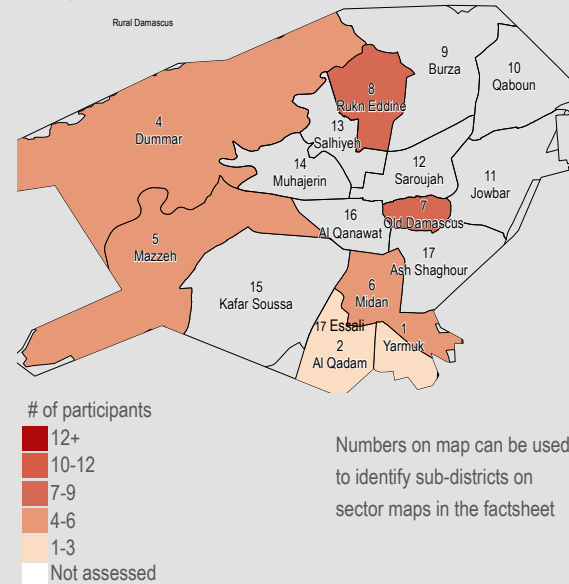 Rural Damascus
9
Burza
10
Qaboun
8
Rukn Eddine
4
Dummar
13
Salhiyeh
12
Saroujah
14
Muhajerin
11
Jowbar
7
Old Damascus
16
Al Qanawat
5
Mazzeh
17
Ash Shaghour
15
Kafar Soussa
6
Midan
17 Essali
1
Yarmuk
2
Al Qadam
# of participants
12+
10-12
7-9
4-6
1-3
Not assessed
Numbers on map can be used
to identify sub-districts on
sector maps in the factsheet